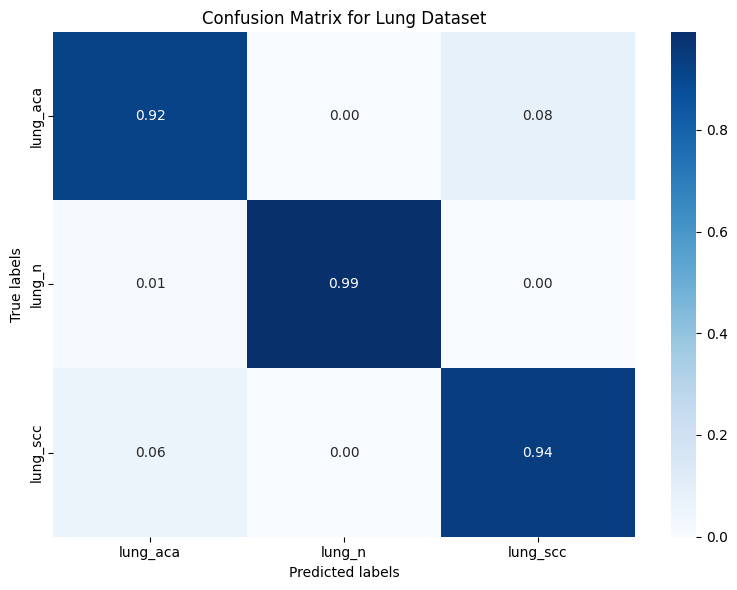 Confusion Matrix for Lung Dataset
True labels
lung_aca
0.92 0.00 0.08
lung_n
0.01 0.99 0.00
lung_scc
0.06 0.00 0.94
lung_aca lung_n lung_scc
Predicted labels
0.8
0.6
0.4
0.2
0.0